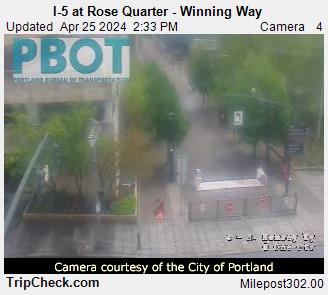 I-5 at Rose Quarter - Winning Way
Updated Apr 25 2024 2:33 PM Camera 4
PBOT
PORTLAND BUREAU OF TRANSPORTATION
Camera courtesy of the City of Portland
TripCheck.com Milepost302.00